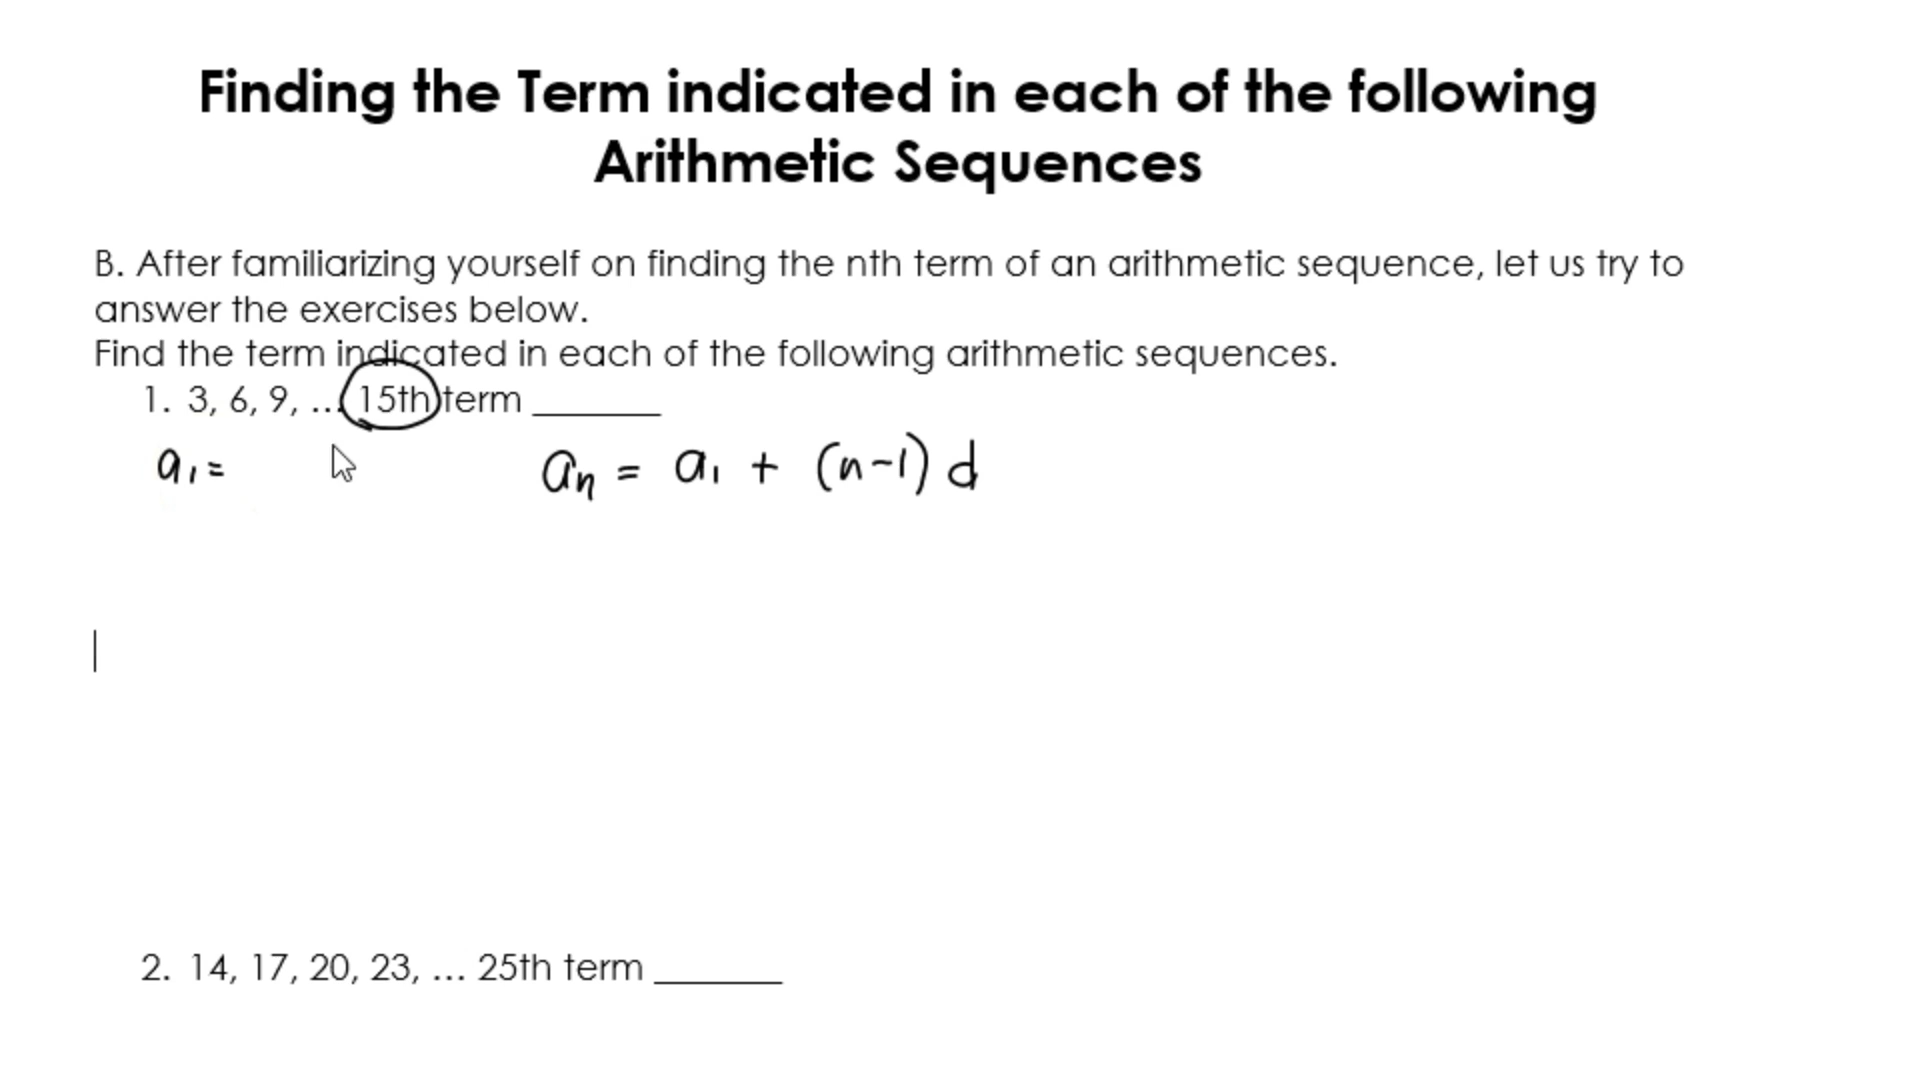 Finding the Term indicated in each of the following
Arithmetic Sequences
B. After familiarizing yourself on finding the nth term of an arithmetic sequence, let us try to
answer the exercises below.
Find the term indicated in each of the following arithmetic sequences.
1. 3, 6, 9, ... 15th term _______
a₁ =
aₙ = a₁ + (n-1) d
2. 14, 17, 20, 23, ... 25th term _______